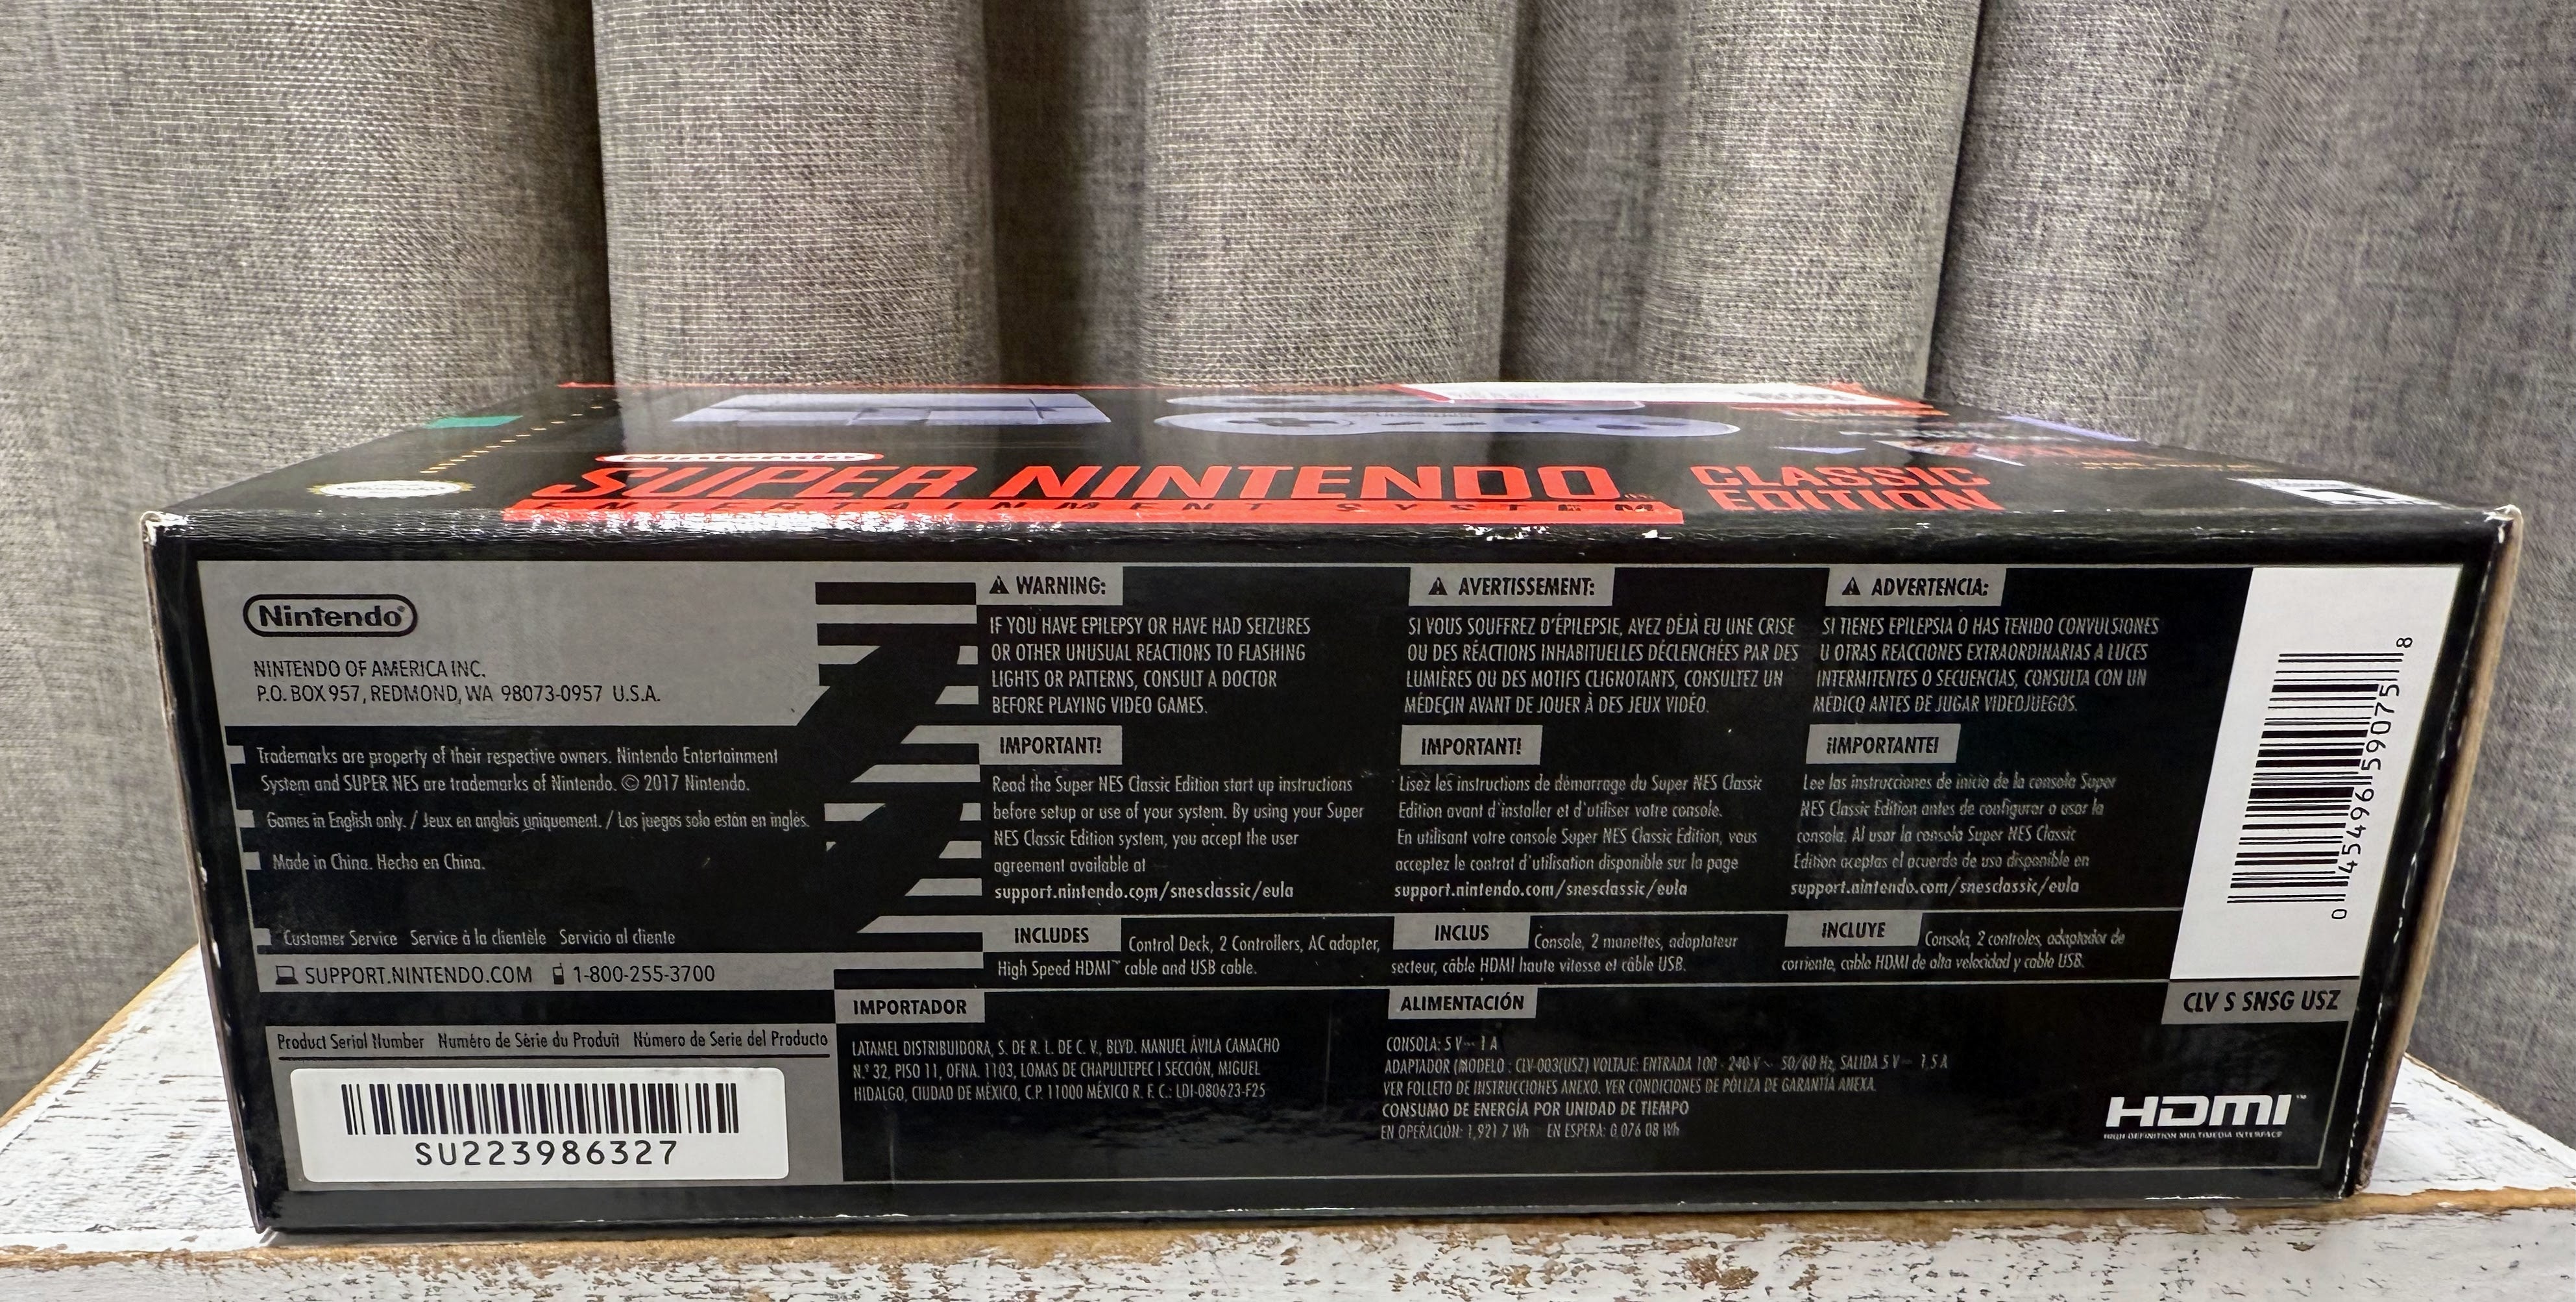 Nintendo
SUPER NINTENDO
ENTERTAINMENT SYSTEM
CLASSIC
EDITION
Nintendo®
NINTENDO OF AMERICA INC.
P.O. BOX 957, REDMOND, WA 98073-0957 U.S.A.
Trademarks are property of their respective owners. Nintendo Entertainment
System and SUPER NES are trademarks of Nintendo. © 2017 Nintendo.
Games in English only. / Jeux en anglais uniquement. / Los juegos solo están en inglés.
Made in China. Hecho en China.
Customer Service Service à la clientèle Servicio al cliente
SUPPORT.NINTENDO.COM 1-800-255-3700
Product Serial Number Numéro de Série du Produit Número de Serie del Producto
SU223986327
WARNING:
IF YOU HAVE EPILEPSY OR HAVE HAD SEIZURES
OR OTHER UNUSUAL REACTIONS TO FLASHING
LIGHTS OR PATTERNS, CONSULT A DOCTOR
BEFORE PLAYING VIDEO GAMES.
IMPORTANT!
Read the Super NES Classic Edition start up instructions
before setup or use of your system. By using your Super
NES Classic Edition system, you accept the user
agreement available at
support.nintendo.com/snesclassic/eula
INCLUDES Control Deck, 2 Controllers, AC adapter,
High Speed HDMI™ cable and USB cable.
AVERTISSEMENT:
SI VOUS SOUFFREZ D'ÉPILEPSIE, AVEZ DÉJÀ EU UNE CRISE
OU DES RÉACTIONS INHABITUELLES DÉCLENCHÉES PAR DES
LUMIÈRES OU DES MOTIFS CLIGNOTANTS, CONSULTEZ UN
MÉDEÇIN AVANT DE JOUER À DES JEUX VIDÉO.
IMPORTANT!
Lisez les instructions de démarrage du Super NES Classic
Edition avant d'installer et d'utiliser votre console.
En utilisant votre console Super NES Classic Edition, vous
acceptez le contrat d'utilisation disponible sur la page
support.nintendo.com/snesclassic/eula
INCLUS Console, 2 manettes, adaptateur
secteur, câble HDMI haute vitesse et câble USB.
ADVERTENCIA:
SI TIENES EPILEPSIA O HAS TENIDO CONVULSIONES
U OTRAS REACCIONES EXTRAORDINARIAS A LUCES
INTERMITENTES O SECUENCIAS, CONSULTA CON UN
MÉDICO ANTES DE JUGAR VIDEOJUEGOS.
¡IMPORTANTE!
Lee las instrucciones de inicio de la consola Super
NES Classic Edition antes de configurar o usar la
consola. Al usar la consola Super NES Classic
Edition aceptas el acuerdo de uso disponible en
support.nintendo.com/snesclassic/eula
INCLUYE Consola, 2 controles, adaptador de
corriente, cable HDMI de alta velocidad y cable USB.
0 45496 59075 8
CLV S SNSG USZ
IMPORTADOR
LATAMEL DISTRIBUIDORA, S. DE R. L. DE C. V., BLVD. MANUEL ÁVILA CAMACHO
N.º 32, PISO 11, OFNA. 1103, LOMAS DE CHAPULTEPEC I SECCIÓN, MIGUEL
HIDALGO, CIUDAD DE MÉXICO, C.P. 11000 MÉXICO R. F. C.: LDI-080623-F25
ALIMENTACIÓN
CONSOLA: 5 V⎓ 1 A
ADAPTADOR (MODELO : CLV-003(USZ) VOLTAJE: ENTRADA 100 - 240 V ~ 50/60 Hz, SALIDA 5 V⎓ 1,5 A
VER FOLLETO DE INSTRUCCIONES ANEXO. VER CONDICIONES DE PÓLIZA DE GARANTÍA ANEXA.
CONSUMO DE ENERGÍA POR UNIDAD DE TIEMPO
EN OPERACIÓN: 1,921 7 Wh EN ESPERA: 0,076 08 Wh
HDMI™
HIGH DEFINITION MULTIMEDIA INTERFACE